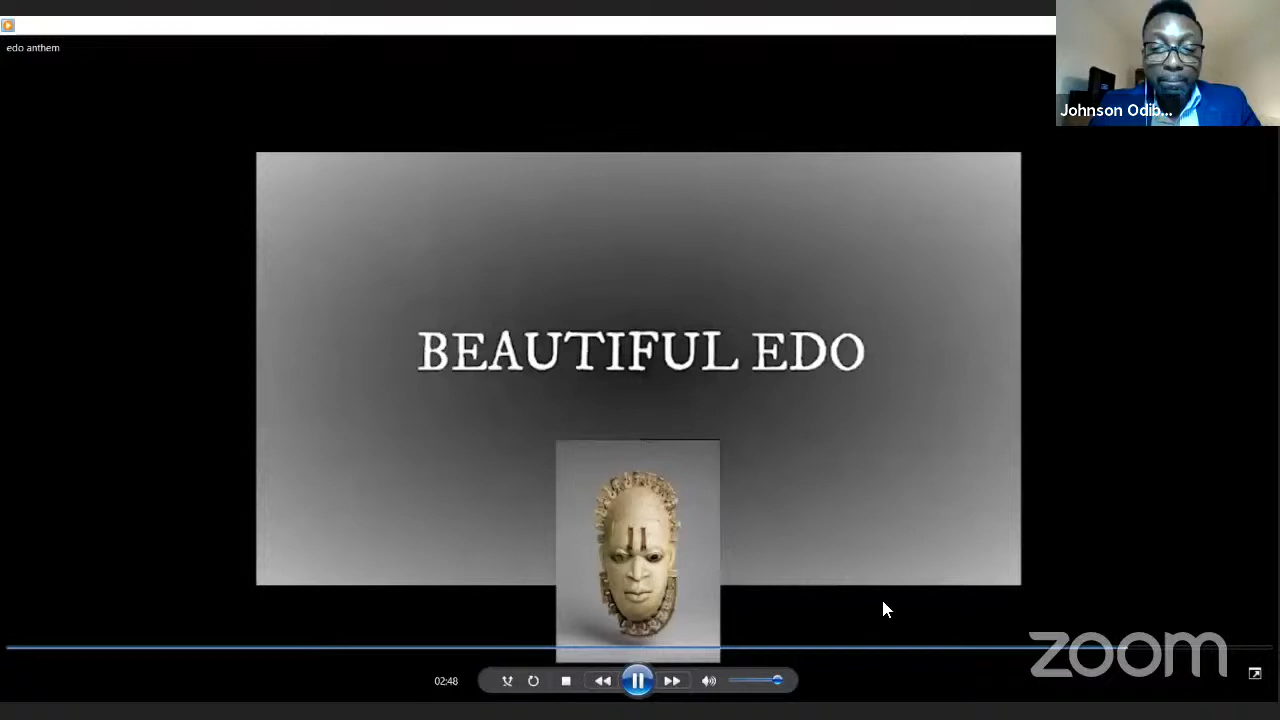 edo anthem
Johnson Odib...
BEAUTIFUL EDO
02:48
zoom